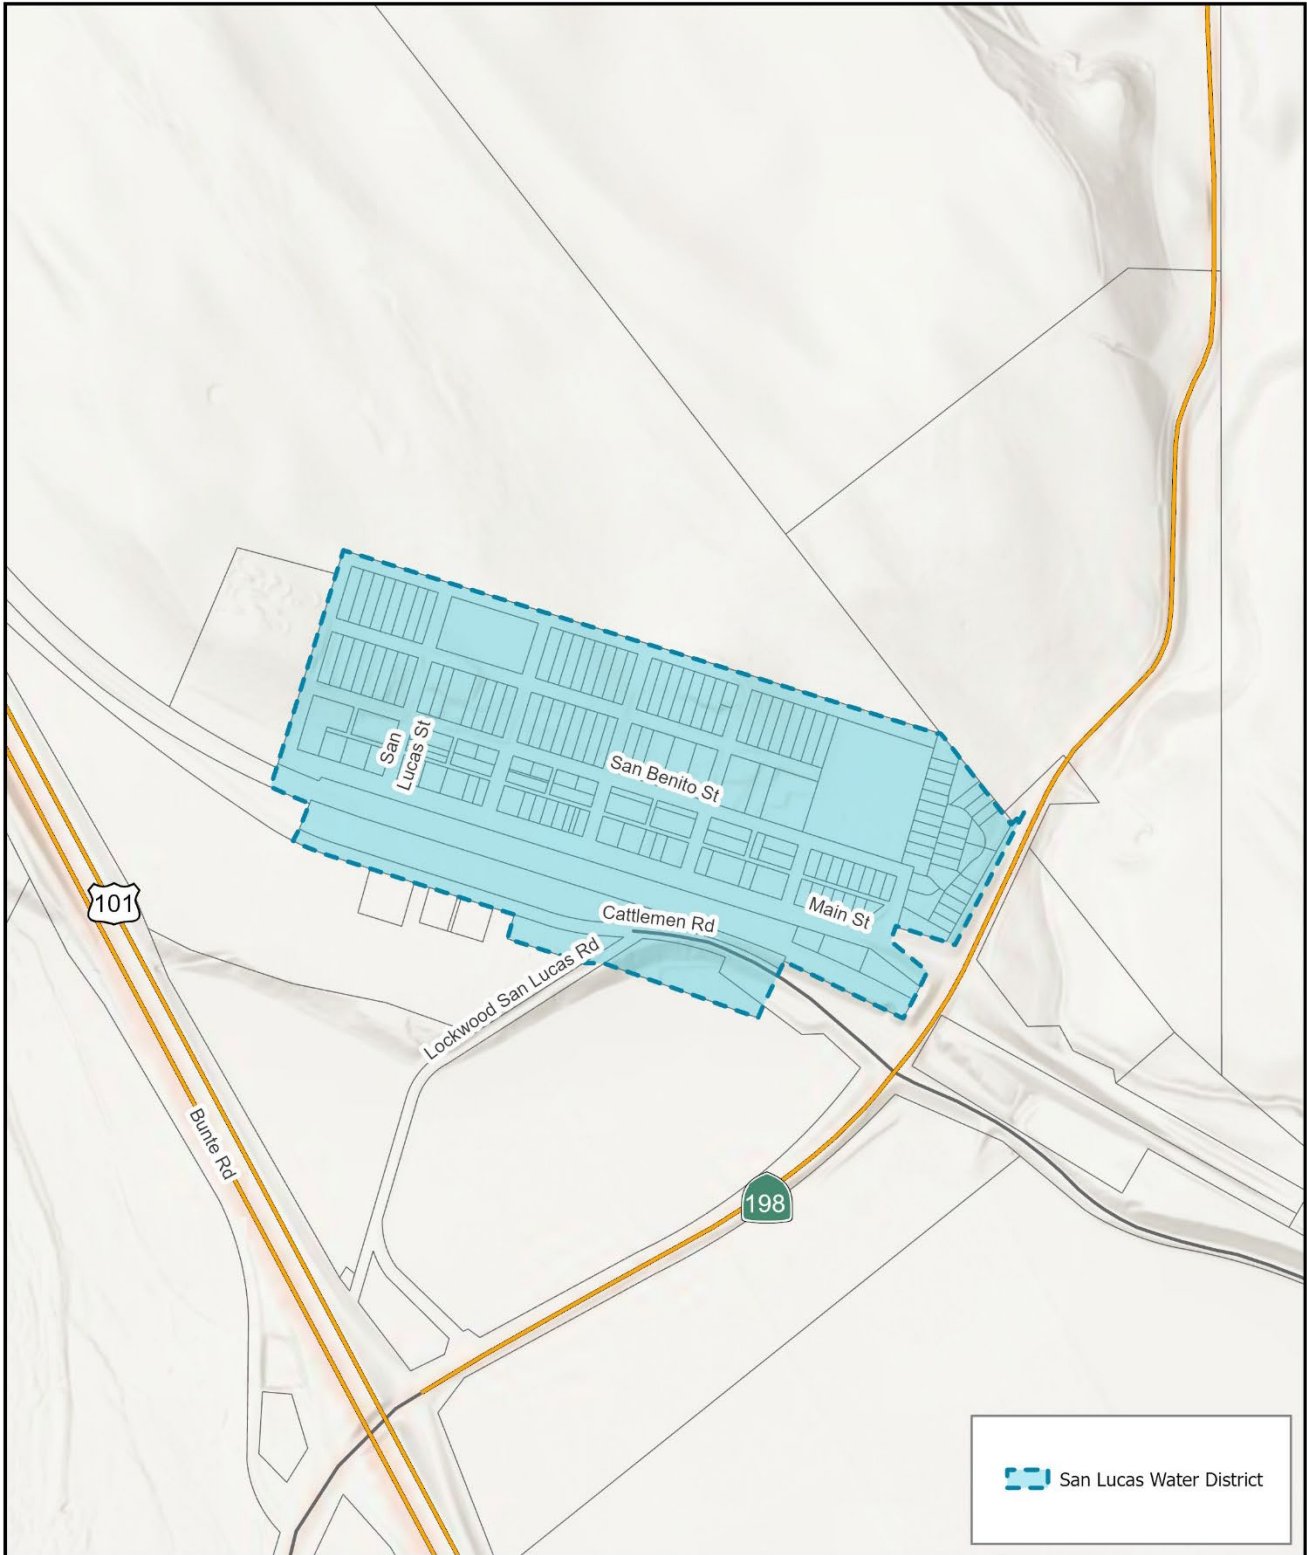 San
Lucas St
San Benito St
101
Cattlemen Rd
Main St
Lockwood San Lucas Rd
Bunte Rd
198
San Lucas Water District